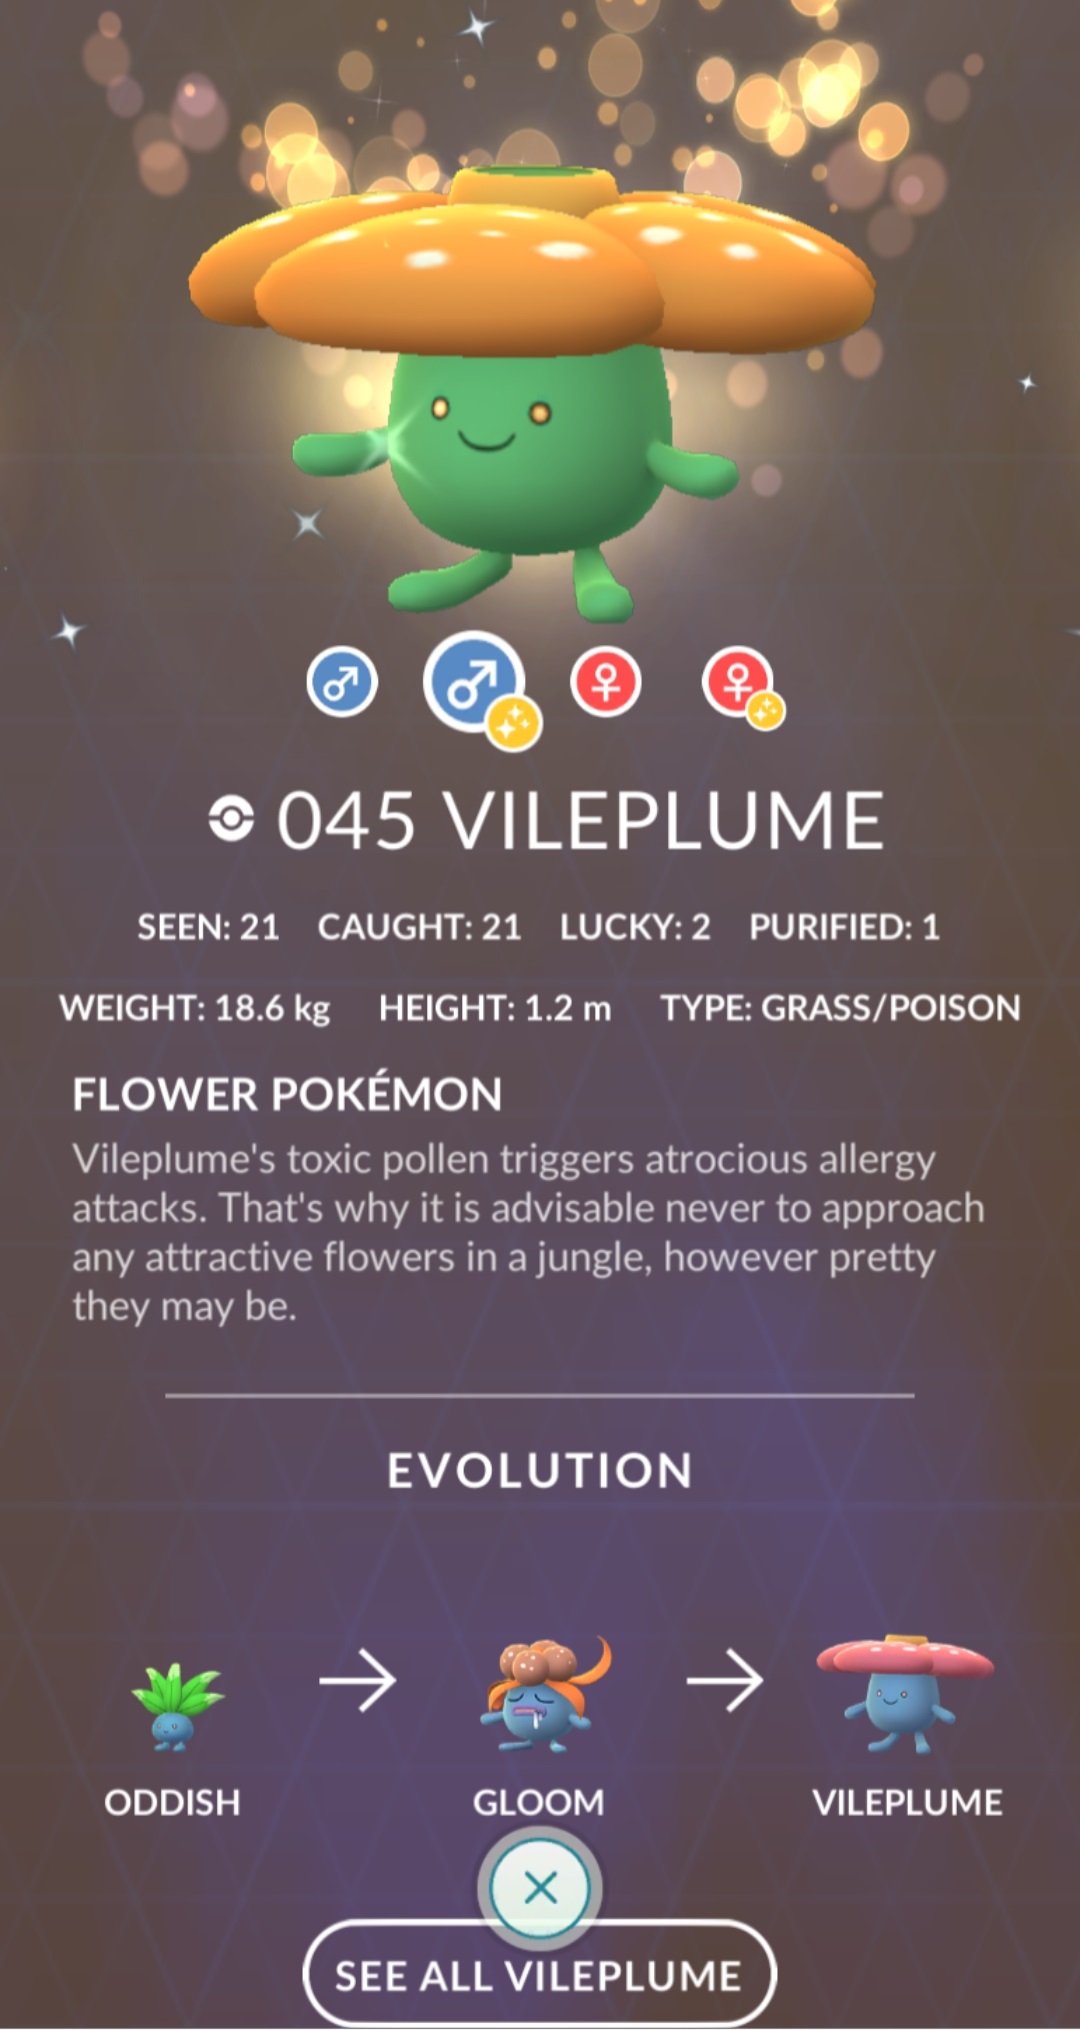 045 VILEPLUME
SEEN: 21 CAUGHT: 21 LUCKY: 2 PURIFIED: 1
WEIGHT: 18.6 kg HEIGHT: 1.2 m TYPE: GRASS/POISON
FLOWER POKÉMON
Vileplume's toxic pollen triggers atrocious allergy
attacks. That's why it is advisable never to approach
any attractive flowers in a jungle, however pretty
they may be.
EVOLUTION
ODDISH GLOOM VILEPLUME
SEE ALL VILEPLUME